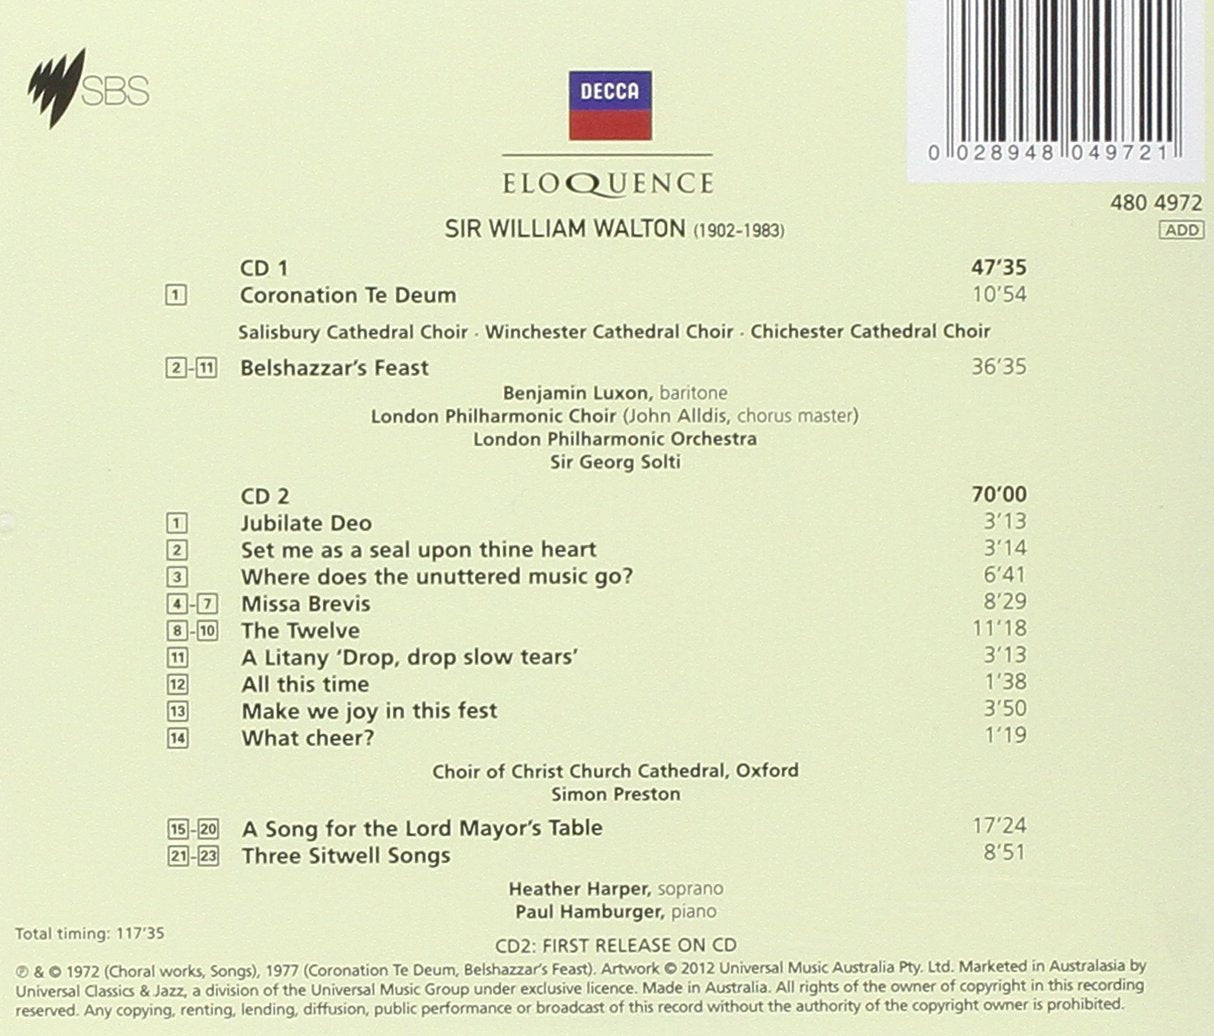 SBS
DECCA
ELOQUENCE
0 028948 049721
480 4972
ADD
SIR WILLIAM WALTON (1902-1983)
CD 1 47’35
1 Coronation Te Deum 10’54
Salisbury Cathedral Choir · Winchester Cathedral Choir · Chichester Cathedral Choir
2-11 Belshazzar’s Feast 36’35
Benjamin Luxon, baritone
London Philharmonic Choir (John Alldis, chorus master)
London Philharmonic Orchestra
Sir Georg Solti
CD 2 70’00
1 Jubilate Deo 3’13
2 Set me as a seal upon thine heart 3’14
3 Where does the unuttered music go? 6’41
4-7 Missa Brevis 8’29
8-10 The Twelve 11’18
11 A Litany ‘Drop, drop slow tears’ 3’13
12 All this time 1’38
13 Make we joy in this fest 3’50
14 What cheer? 1’19
Choir of Christ Church Cathedral, Oxford
Simon Preston
15-20 A Song for the Lord Mayor’s Table 17’24
21-23 Three Sitwell Songs 8’51
Heather Harper, soprano
Paul Hamburger, piano
Total timing: 117’35
CD2: FIRST RELEASE ON CD
℗ & © 1972 (Choral works, Songs), 1977 (Coronation Te Deum, Belshazzar’s Feast). Artwork © 2012 Universal Music Australia Pty. Ltd. Marketed in Australasia by
Universal Classics & Jazz, a division of the Universal Music Group under exclusive licence. Made in Australia. All rights of the owner of copyright in this recording
reserved. Any copying, renting, lending, diffusion, public performance or broadcast of this record without the authority of the copyright owner is prohibited.